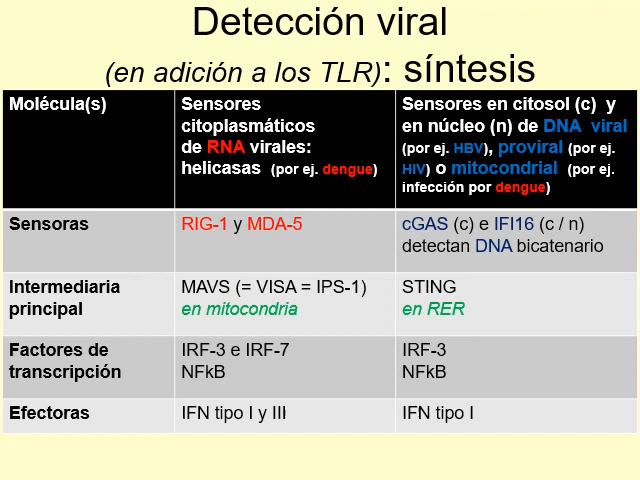 Detección viral
(en adición a los TLR): síntesis
Molécula(s)
Sensores
citoplasmáticos
de RNA virales:
helicasas (por ej. dengue)
Sensores en citosol (c) y
en núcleo (n) de DNA viral
(por ej. HBV), proviral (por ej.
HIV) o mitocondrial (por ej.
infección por dengue)
Sensoras
RIG-1 y MDA-5
cGAS (c) e IFI16 (c / n)
detectan DNA bicatenario
Intermediaria
principal
MAVS (= VISA = IPS-1)
en mitocondria
STING
en RER
Factores de
transcripción
IRF-3 e IRF-7
NFkB
IRF-3
NFkB
Efectoras
IFN tipo I y III
IFN tipo I